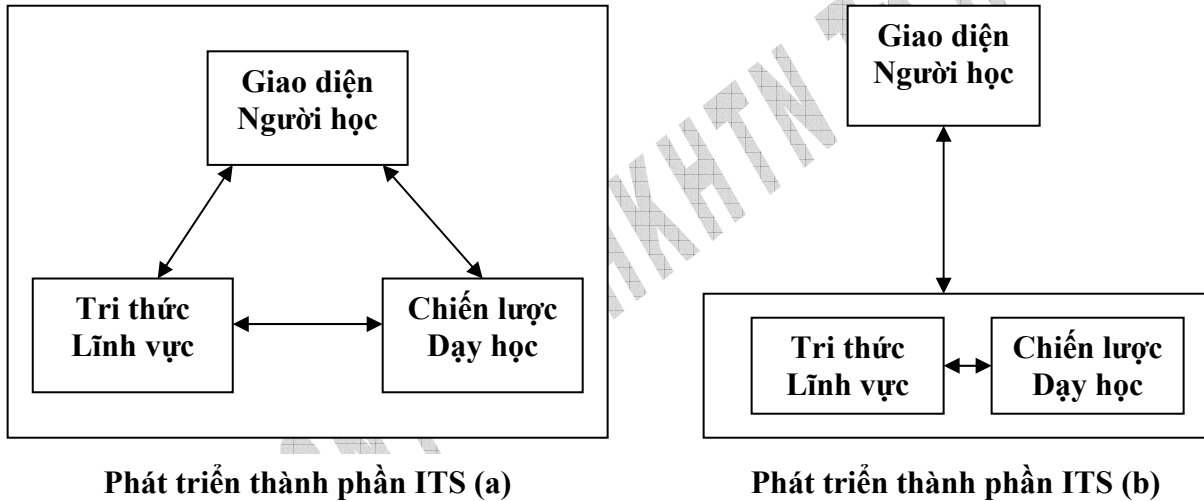 Giao diện
Người học
Tri thức
Lĩnh vực
Chiến lược
Dạy học
Phát triển thành phần ITS (a)
Giao diện
Người học
Tri thức
Lĩnh vực
Chiến lược
Dạy học
Phát triển thành phần ITS (b)
KHTN